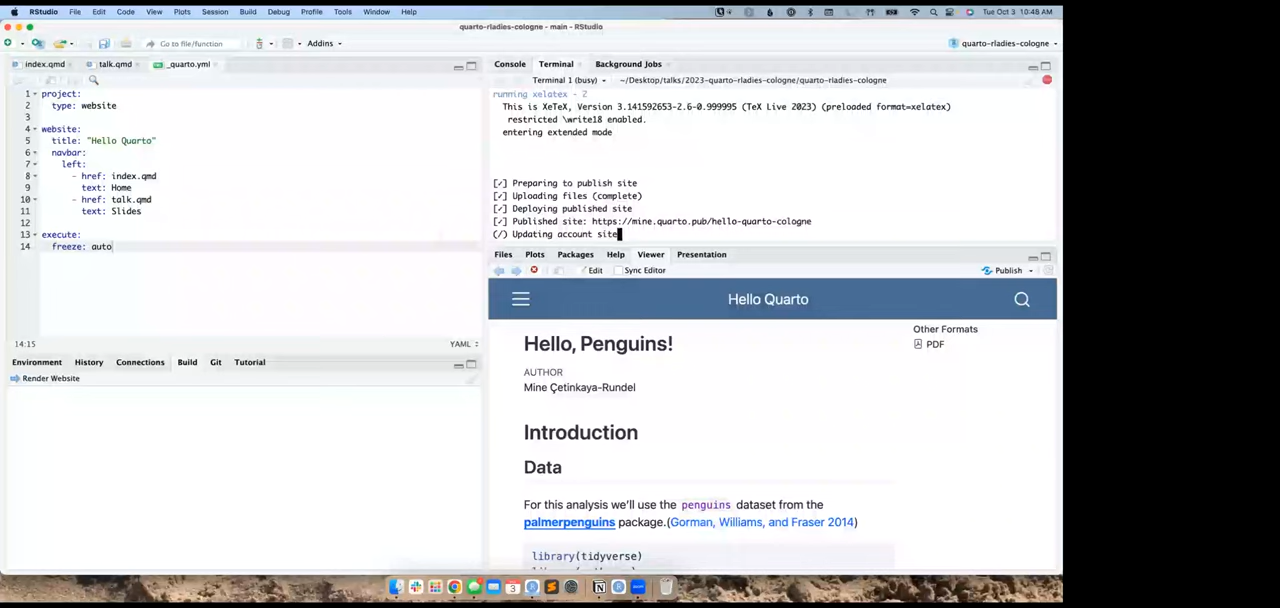 RStudio File Edit Code View Plots Session Build Debug Profile Tools Window Help Tue Oct 3 10:48 AM
quarto-rladies-cologne - main - RStudio
Go to file/function Addins quarto-rladies-cologne
index.qmd talk.qmd _quarto.yml
1 project:
2 type: website
3
4 website:
5 title: "Hello Quarto"
6 navbar:
7 left:
8 - href: index.qmd
9 text: Home
10 - href: talk.qmd
11 text: Slides
12
13 execute:
14 freeze: auto
14:15 YAML
Environment History Connections Build Git Tutorial
Render Website
Console Terminal Background Jobs
Terminal 1 (busy) ~/Desktop/talks/2023-quarto-rladies-cologne/quarto-rladies-cologne
running xelatex - 2
This is XeTeX, Version 3.141592653-2.6-0.999995 (TeX Live 2023) (preloaded format=xelatex)
restricted \write18 enabled.
entering extended mode
[✓] Preparing to publish site
[✓] Uploading files (complete)
[✓] Deploying published site
[✓] Published site: https://mine.quarto.pub/hello-quarto-cologne
(/) Updating account site
Files Plots Packages Help Viewer Presentation
Edit Sync Editor Publish
Hello Quarto
Hello, Penguins!
AUTHOR
Mine Çetinkaya-Rundel
Other Formats
PDF
Introduction
Data
For this analysis we'll use the penguins dataset from the
palmerpenguins package.(Gorman, Williams, and Fraser 2014)
library(tidyverse)